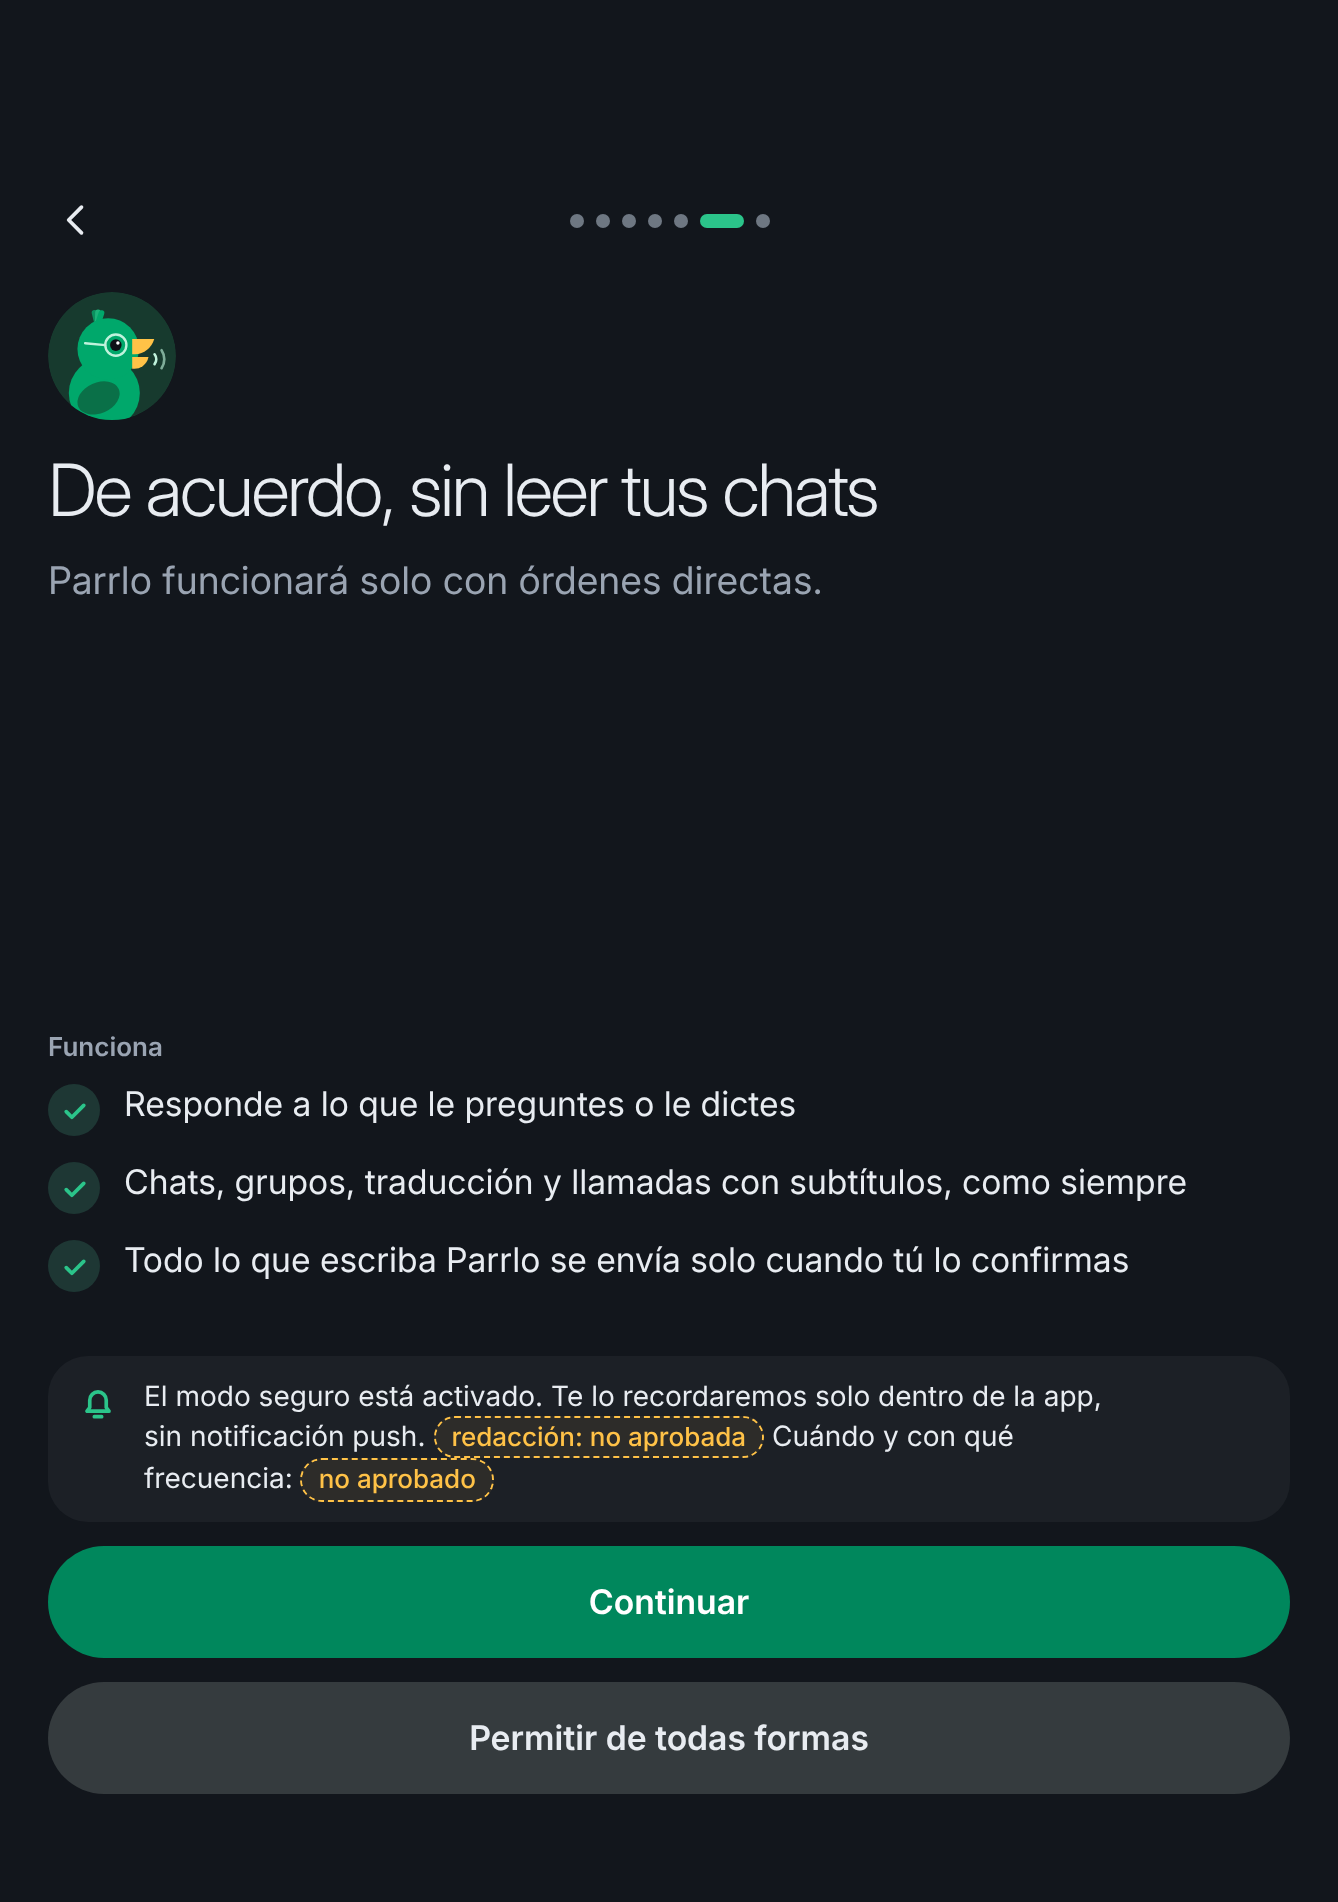 De acuerdo, sin leer tus chats
Parrlo funcionará solo con órdenes directas.
Funciona
Responde a lo que le preguntes o le dictes
Chats, grupos, traducción y llamadas con subtítulos, como siempre
Todo lo que escriba Parrlo se envía solo cuando tú lo confirmas
El modo seguro está activado. Te lo recordaremos solo dentro de la app,
sin notificación push. redacción: no aprobada Cuándo y con qué
frecuencia: no aprobado
Continuar
Permitir de todas formas